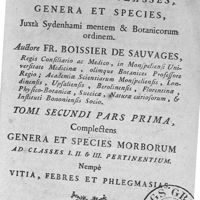 GENERA ET SPECIES,
Juxtà Sydenhami mentem & Botanicorum
ordinem.
Auctore FR. BOISSIER DE SAUVAGES,
Regis Consiliario ac Medico, in Monspeliensi Uni-
versitate Medicinæ, olimque Botanices Professore
Regio; Academiæ Scientiarum Monspeliensis, Lon-
dinensis, Upsaliensis, Berolinensis, Florentinæ,
Physico-Botanicæ, Suecicæ, Naturæ curiosorum, &
Instituti Bononiensis Socio.
TOMI SECUNDI PARS PRIMA,
Complectens
GENERA ET SPECIES MORBORUM
AD CLASSES I. II. & III. PERTINENTIUM.
Nempè
VITIA, FEBRES ET PHLEGMASIAS.